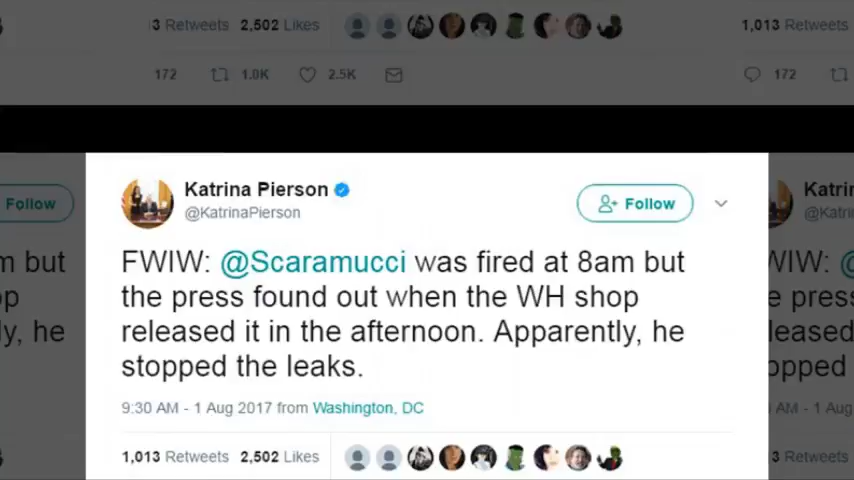 3 Retweets 2,502 Likes
1,013 Retweets
172 1.0K 2.5K
172
Katrina Pierson
@KatrinaPierson
Follow
Follow
FWIW: @Scaramucci was fired at 8am but
the press found out when the WH shop
released it in the afternoon. Apparently, he
stopped the leaks.
9:30 AM - 1 Aug 2017 from Washington, DC
1,013 Retweets 2,502 Likes
m but
he
3 Retweets